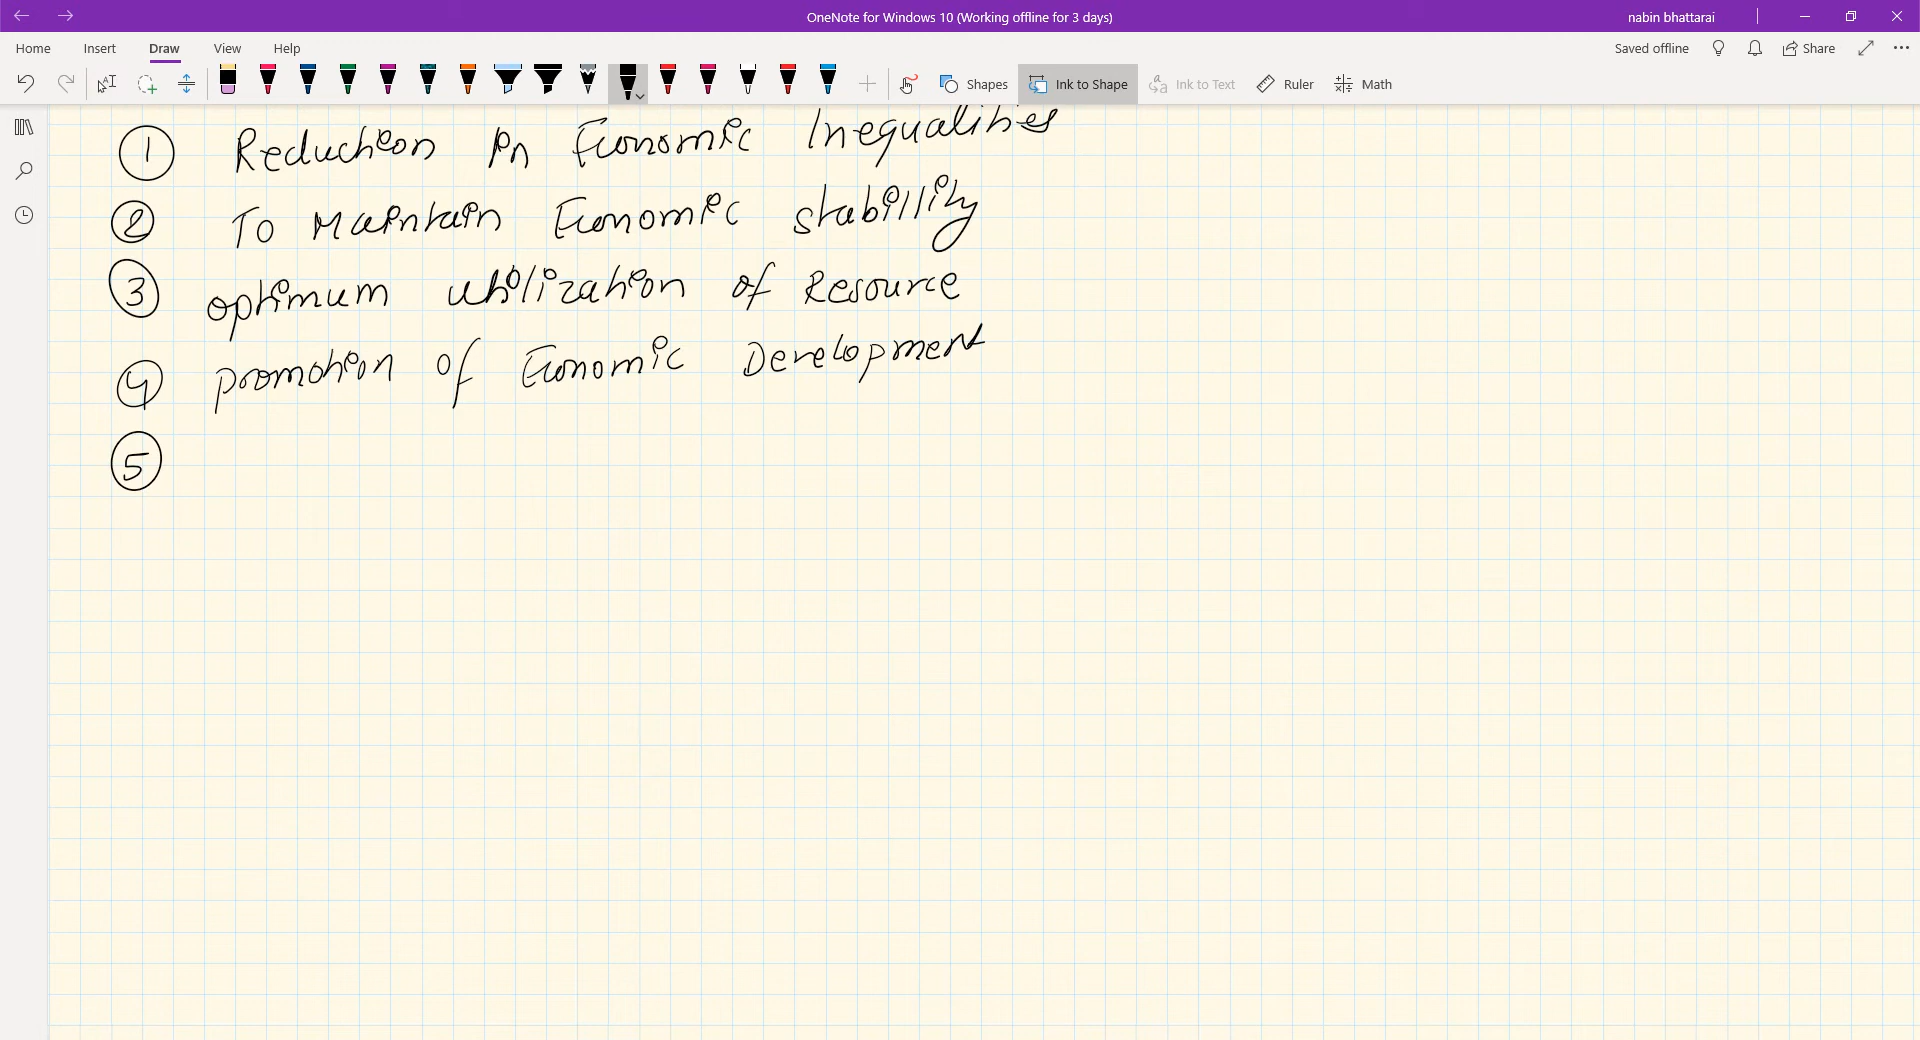 OneNote for Windows 10 (Working offline for 3 days)
nabin bhattarai
Home Insert Draw View Help
Saved offline Share
Shapes Ink to Shape Ink to Text Ruler Math
1 Reduction in Economic Inequalities
2 To Maintain Economic stabillity
3 optimum utilization of Resource
4 promotion of Economic Development
5